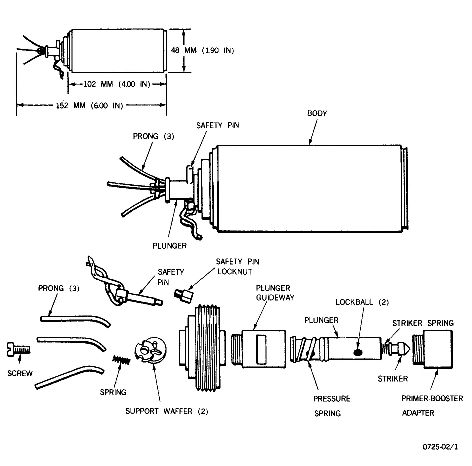 48 MM (1.90 IN)
102 MM (4.00 IN)
152 MM (6.00 IN)
SAFETY PIN
BODY
PRONG (3)
PLUNGER
SAFETY PIN
SAFETY PIN
LOCKNUT
PRONG (3)
PLUNGER
GUIDEWAY
LOCKBALL (2)
PLUNGER
STRIKER SPRING
SCREW
SPRING
STRIKER
SUPPORT WAFER (2)
PRESSURE
SPRING
PRIMER-BOOSTER
ADAPTER
0725-02/1